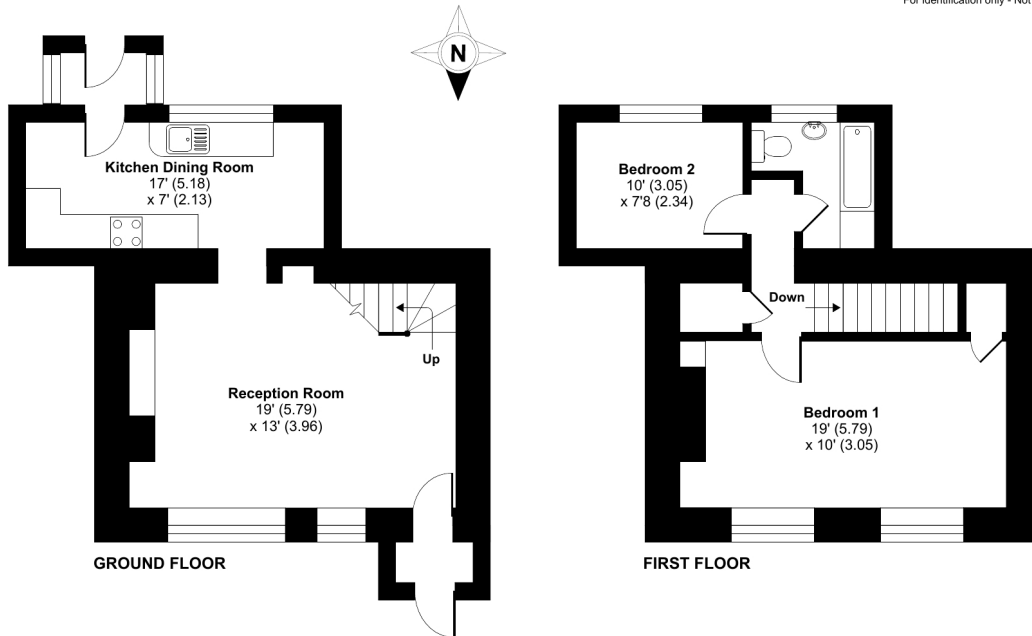 For identification only - Not
N
Kitchen Dining Room
17' (5.18)
x 7' (2.13)
Bedroom 2
10' (3.05)
x 7'8 (2.34)
Down
Up
Reception Room
19' (5.79)
x 13' (3.96)
Bedroom 1
19' (5.79)
x 10' (3.05)
GROUND FLOOR
FIRST FLOOR